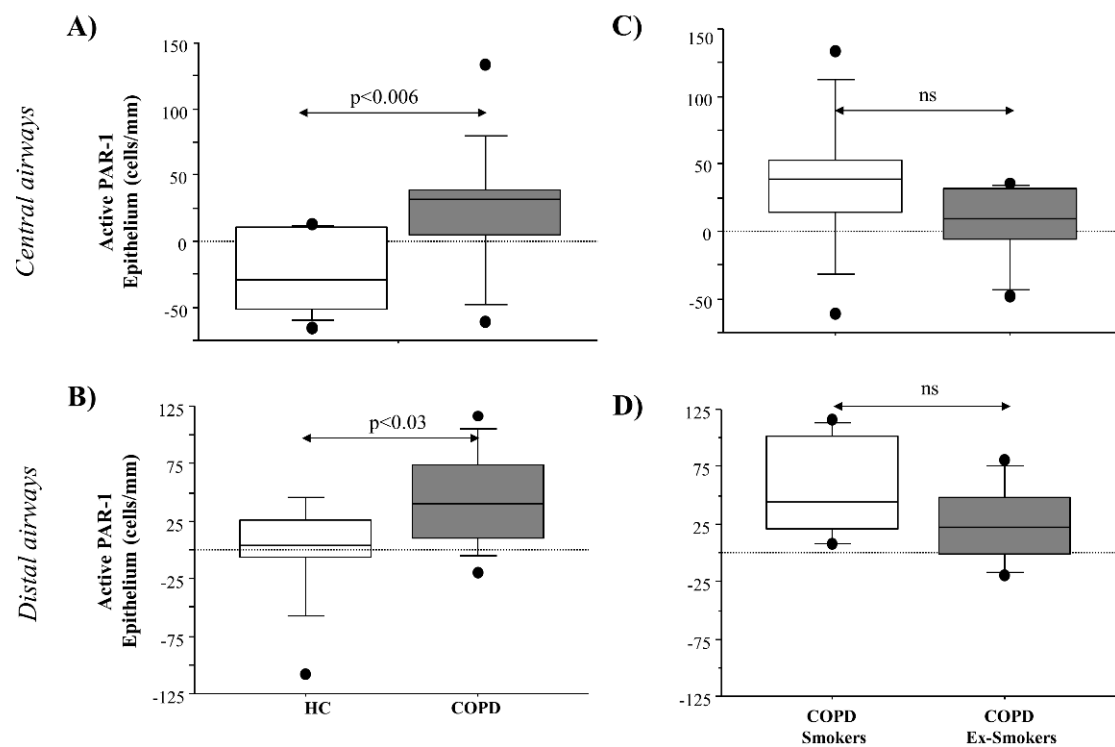 A)
Central airways
Active PAR-1
Epithelium (cells/mm)
150
100
50
0
-50
p<0.006
C)
150
100
50
0
-50
ns
B)
Distal airways
Active PAR-1
Epithelium (cells/mm)
125
75
25
-25
-75
-125
p<0.03
HC
COPD
D)
125
75
25
-25
-75
-125
ns
COPD
Smokers
COPD
Ex-Smokers